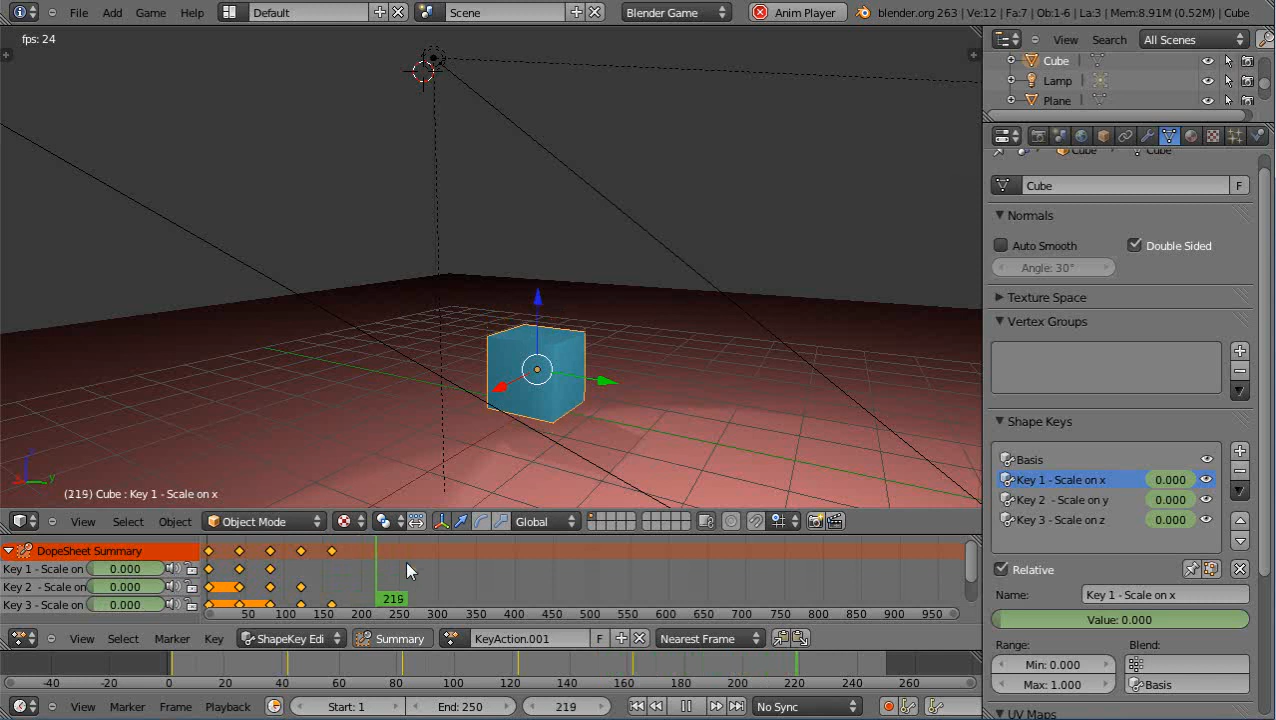 File Add Game Help Default Scene Blender Game Anim Player blender.org 263 | Ve:12 | Fa:7 | Ob:1-6 | La:3 | Mem:8.91M (0.52M) | Cube
fps: 24
View Search All Scenes
Cube
Lamp
Plane
Cube Cube
Cube F
Normals
Auto Smooth Double Sided
Angle: 30°
Texture Space
Vertex Groups
Shape Keys
Basis
Key 1 - Scale on x 0.000
Key 2 - Scale on y 0.000
Key 3 - Scale on z 0.000
Relative
Name: Key 1 - Scale on x
Value: 0.000
Range: Blend:
Min: 0.000
Max: 1.000 Basis
UV Maps
z
x y
(219) Cube : Key 1 - Scale on x
View Select Object Object Mode Global
DopeSheet Summary
Key 1 - Scale on 0.000
Key 2 - Scale on 0.000
Key 3 - Scale on 0.000
219
50 100 150 200 250 300 350 400 450 500 550 600 650 700 750 800 850 900 950
View Select Marker Key ShapeKey Edi Summary KeyAction.001 F Nearest Frame
-40 -20 0 20 40 60 80 100 120 140 160 180 200 220 240 260
View Marker Frame Playback Start: 1 End: 250 219 No Sync